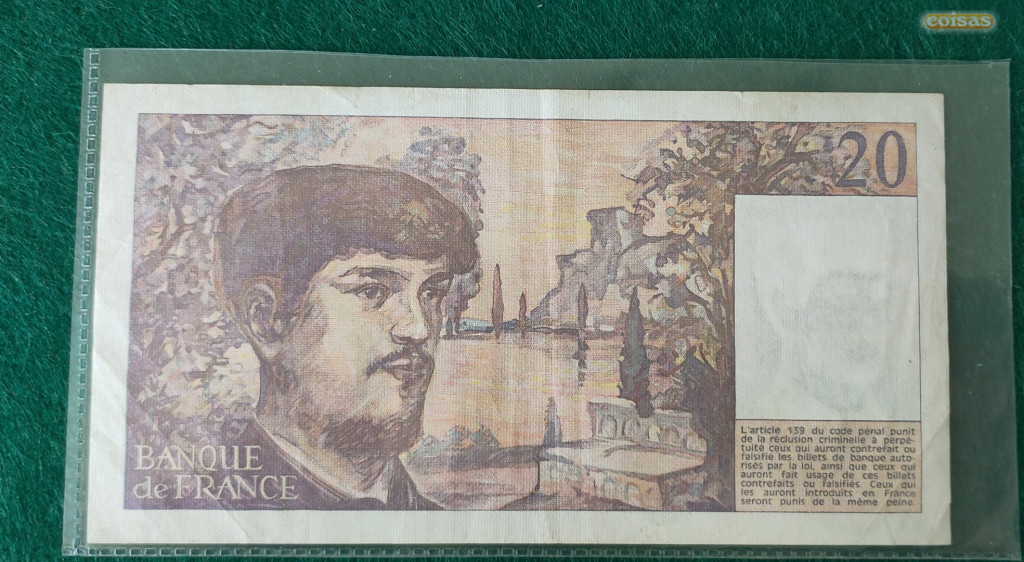 coisas
20
BANQUE
de FRANCE
L'article 139 du code pénal punit
de la réclusion criminelle à perpé-
tuité ceux qui auront contrefait ou
falsifié les billets de banque auto-
risés par la loi, ainsi que ceux qui
auront fait usage de ces billets
contrefaits ou falsifiés. Ceux qui
les auront introduits en France
seront punis de la même peine.